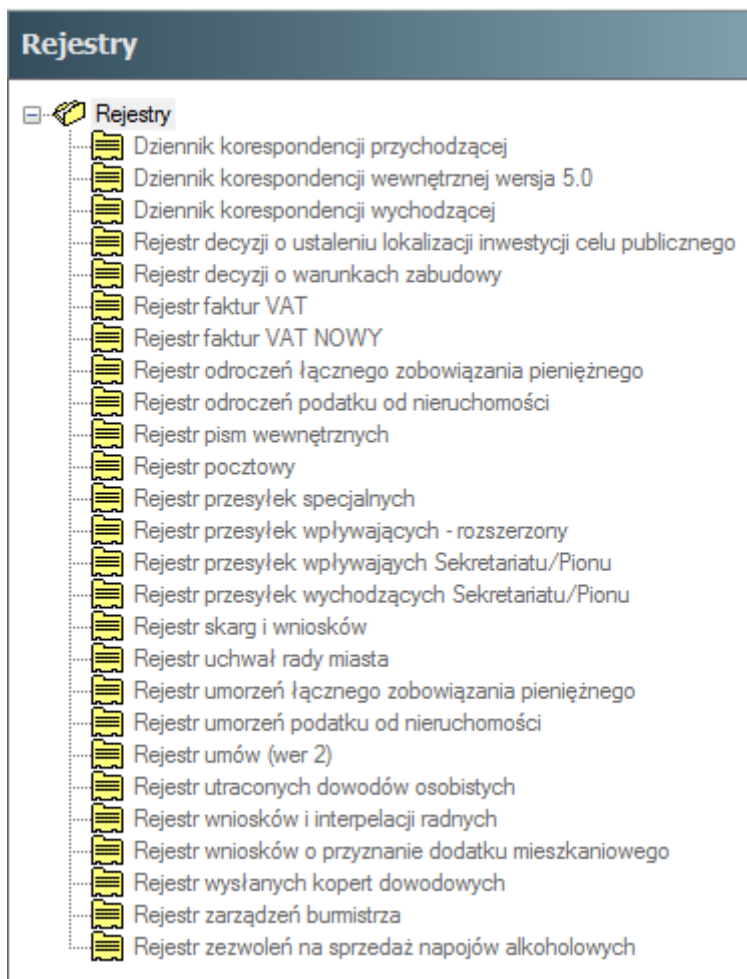 Rejestry
Rejestry
Dziennik korespondencji przychodzącej
Dziennik korespondencji wewnętrznej wersja 5.0
Dziennik korespondencji wychodzącej
Rejestr decyzji o ustaleniu lokalizacji inwestycji celu publicznego
Rejestr decyzji o warunkach zabudowy
Rejestr faktur VAT
Rejestr faktur VAT NOWY
Rejestr odroczeń łącznego zobowiązania pieniężnego
Rejestr odroczeń podatku od nieruchomości
Rejestr pism wewnętrznych
Rejestr pocztowy
Rejestr przesyłek specjalnych
Rejestr przesyłek wpływających - rozszerzony
Rejestr przesyłek wpływająych Sekretariatu/Pionu
Rejestr przesyłek wychodzących Sekretariatu/Pionu
Rejestr skarg i wniosków
Rejestr uchwał rady miasta
Rejestr umorzeń łącznego zobowiązania pieniężnego
Rejestr umorzeń podatku od nieruchomości
Rejestr umów (wer 2)
Rejestr utraconych dowodów osobistych
Rejestr wniosków i interpelacji radnych
Rejestr wniosków o przyznanie dodatku mieszkaniowego
Rejestr wysłanych kopert dowodowych
Rejestr zarządzeń burmistrza
Rejestr zezwoleń na sprzedaż napojów alkoholowych